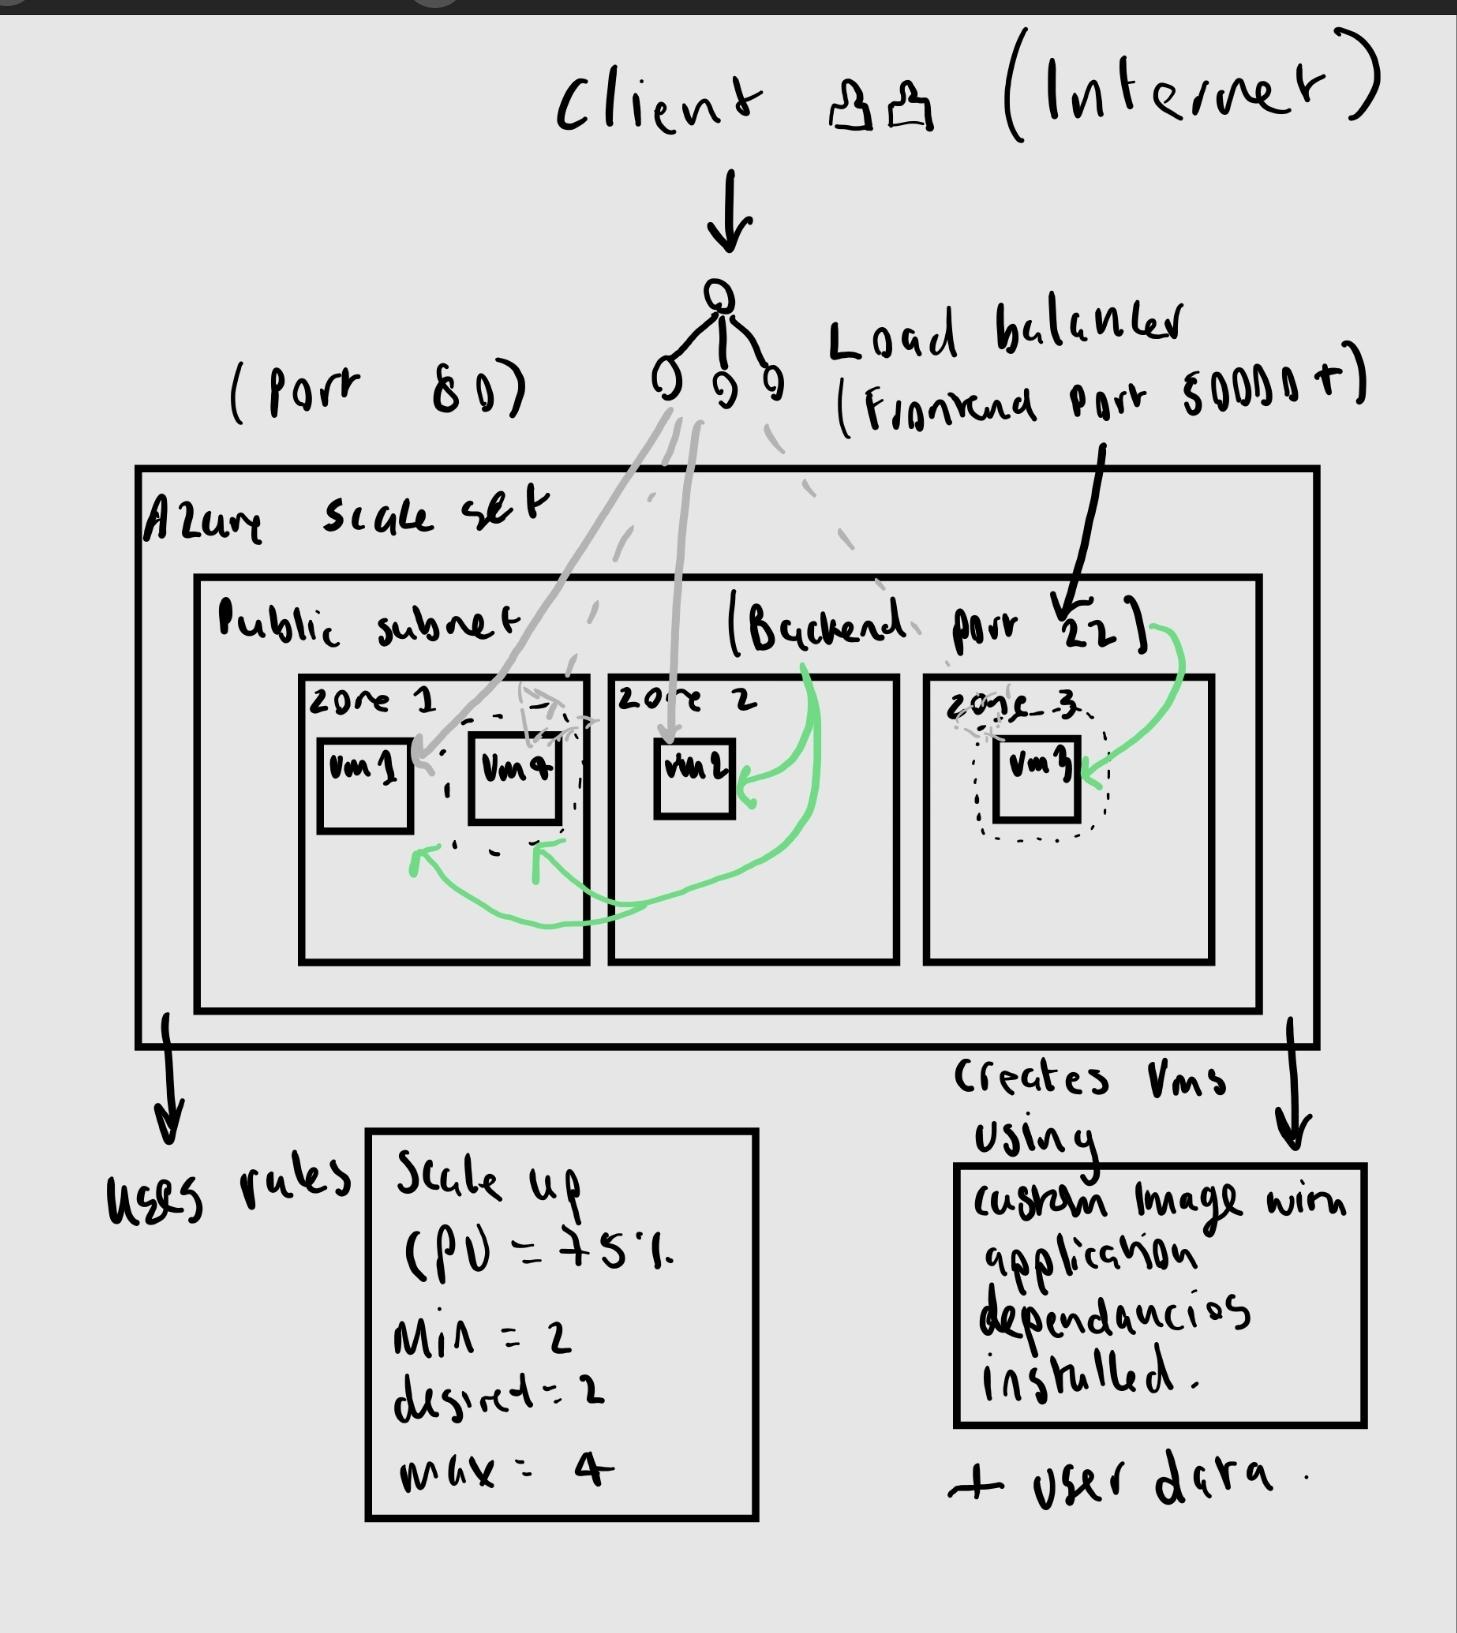 Client (Internet)
(Port 80)
Load balancer
(Frontend port 50000+)
Azure scale set
Public subnet
(Backend port 22)
zone 1
zone 2
zone 3
Vm1
Vm4
vm2
Vm3
uses rules
Scale up
CPU = 75%
Min = 2
desired = 2
max = 4
Creates Vms
using
custom image with
application
dependancies
installed.
+ user data.